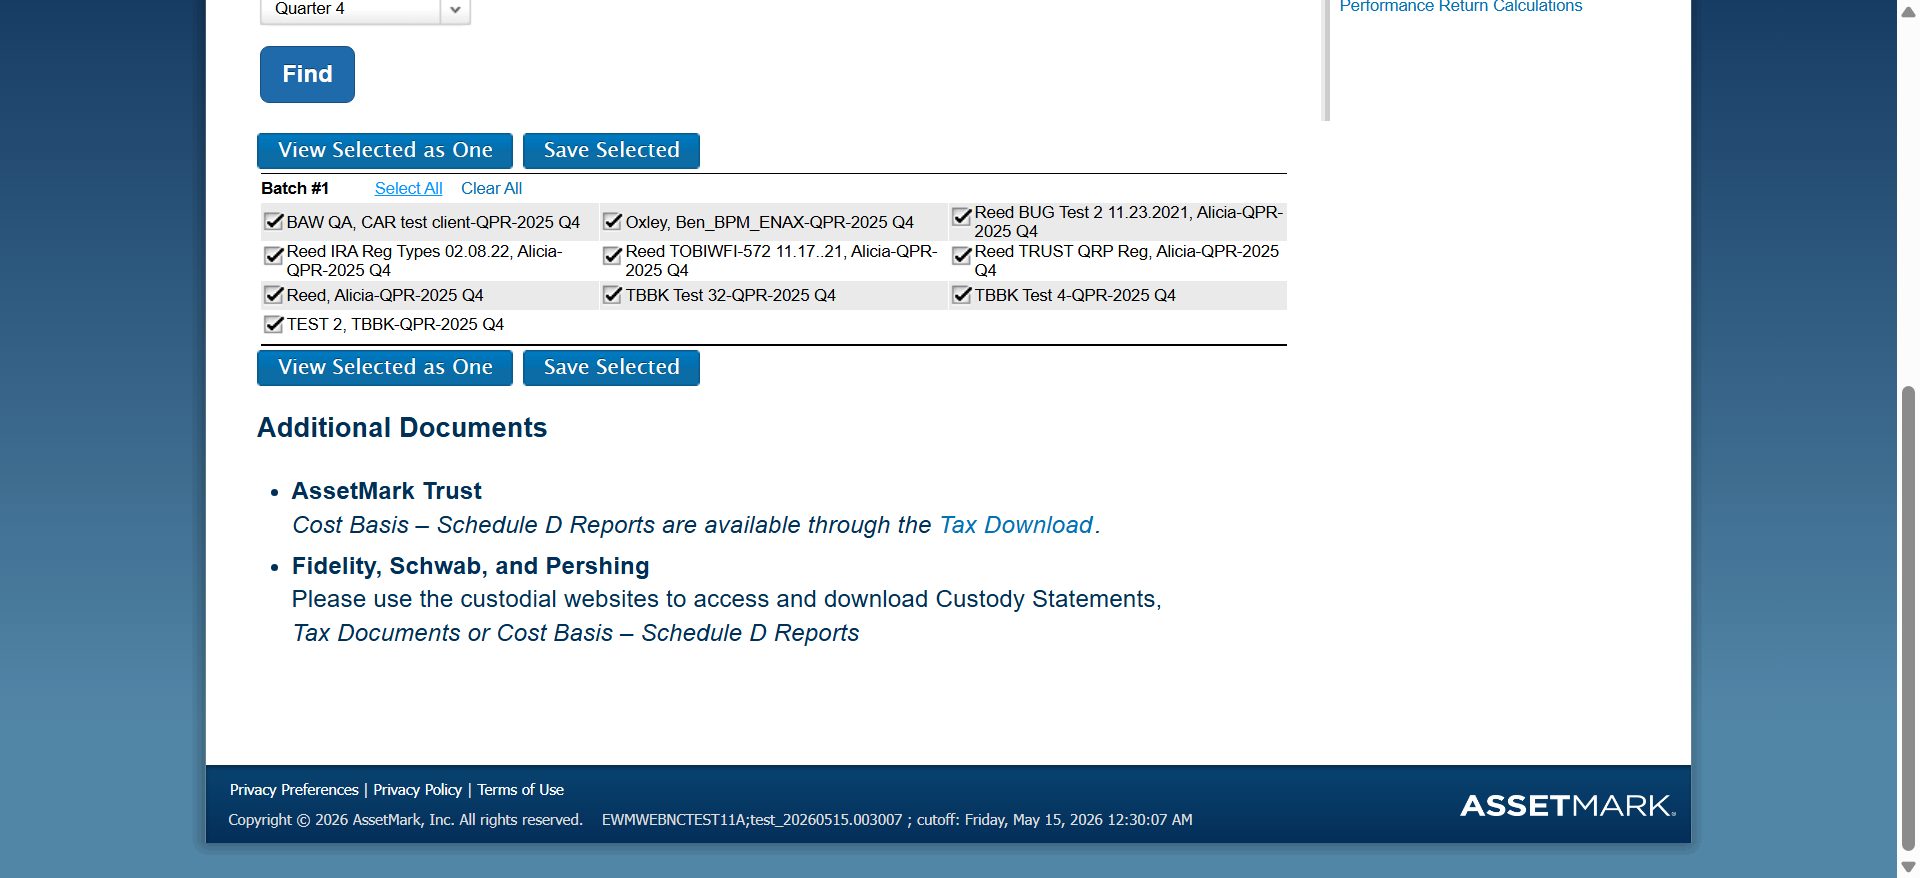 Quarter 4
Performance Return Calculations
Find
View Selected as One
Save Selected
Batch #1
Select All
Clear All
BAW QA, CAR test client-QPR-2025 Q4
Oxley, Ben_BPM_ENAX-QPR-2025 Q4
Reed BUG Test 2 11.23.2021, Alicia-QPR-
2025 Q4
Reed IRA Reg Types 02.08.22, Alicia-
QPR-2025 Q4
Reed TOBIWFI-572 11.17..21, Alicia-QPR-
2025 Q4
Reed TRUST QRP Reg, Alicia-QPR-2025
Q4
Reed, Alicia-QPR-2025 Q4
TBBK Test 32-QPR-2025 Q4
TBBK Test 4-QPR-2025 Q4
TEST 2, TBBK-QPR-2025 Q4
View Selected as One
Save Selected
Additional Documents
• AssetMark Trust
Cost Basis – Schedule D Reports are available through the Tax Download.
• Fidelity, Schwab, and Pershing
Please use the custodial websites to access and download Custody Statements,
Tax Documents or Cost Basis – Schedule D Reports
Privacy Preferences | Privacy Policy | Terms of Use
Copyright © 2026 AssetMark, Inc. All rights reserved. EWMWEBNCTEST11A;test_20260515.003007 ; cutoff: Friday, May 15, 2026 12:30:07 AM
ASSETMARK.